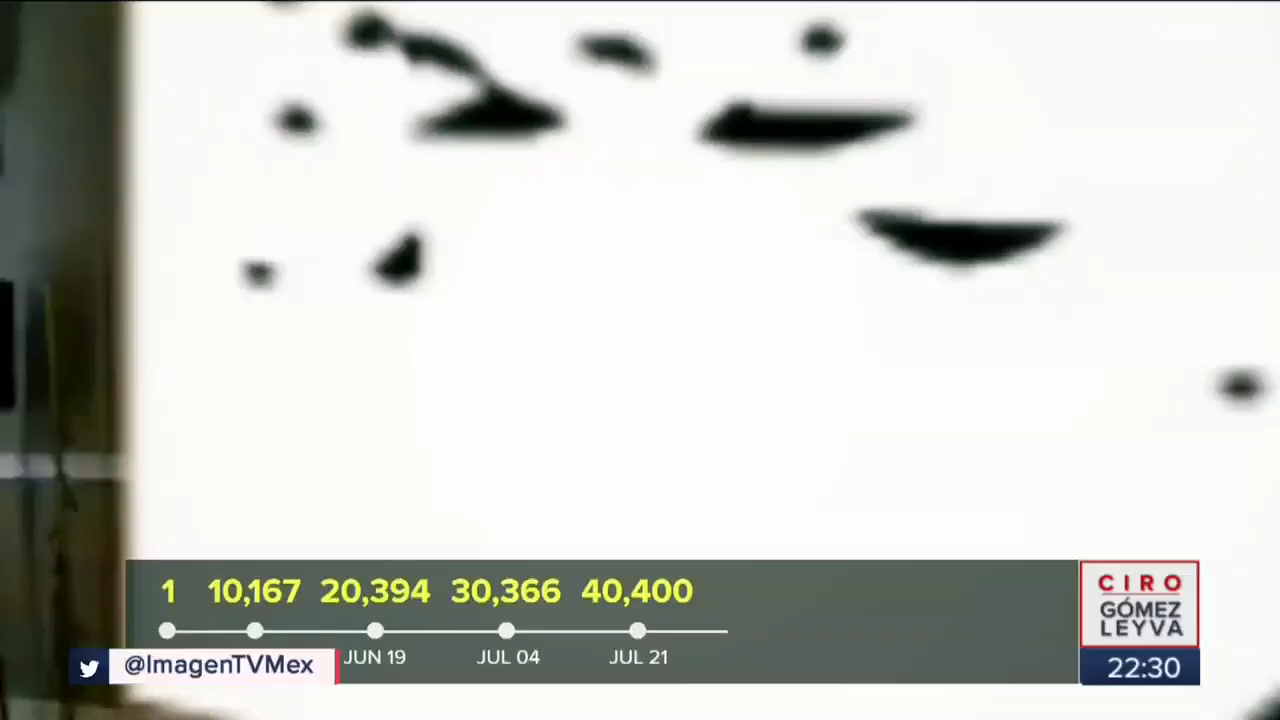 1 10,167 20,394 30,366 40,400
JUN 19 JUL 04 JUL 21
@ImagenTVMex
CIRO
GÓMEZ
LEYVA
22:30